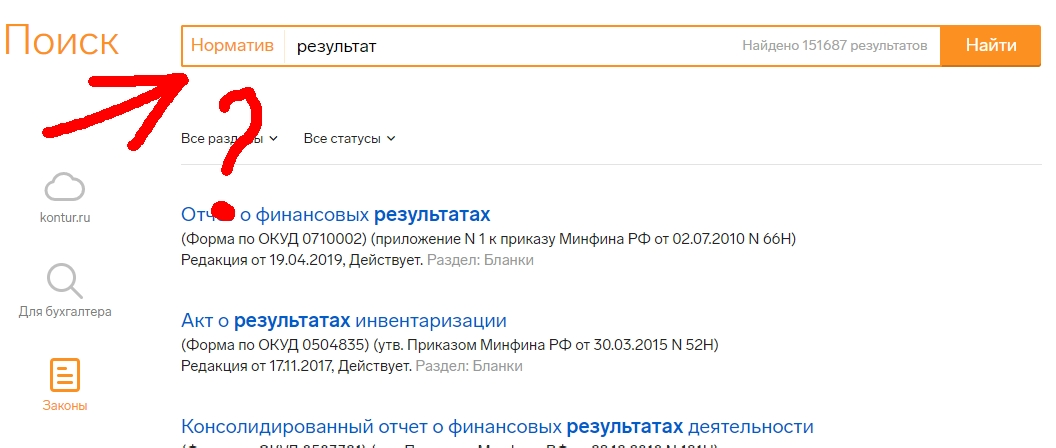 Поиск
Норматив результат Найдено 151687 результатов Найти
?
Все разделы Все статусы
kontur.ru
Для бухгалтера
Законы
Отчет о финансовых результатах
(Форма по ОКУД 0710002) (приложение N 1 к приказу Минфина РФ от 02.07.2010 N 66Н)
Редакция от 19.04.2019, Действует. Раздел: Бланки
Акт о результатах инвентаризации
(Форма по ОКУД 0504835) (утв. Приказом Минфина РФ от 30.03.2015 N 52Н)
Редакция от 17.11.2017, Действует. Раздел: Бланки
Консолидированный отчет о финансовых результатах деятельности